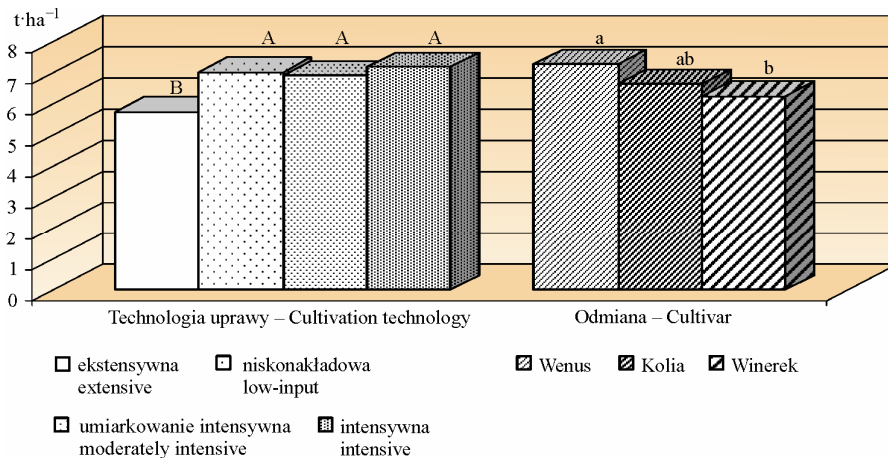 t·ha⁻¹
8
7
6
5
4
3
2
1
0
B
A
A
A
a
ab
b
Technologia uprawy – Cultivation technology
Odmiana – Cultivar
ekstensywna
extensive
niskonakładowa
low-input
Wenus
Kolia
Winerek
umiarkowanie intensywna
moderately intensive
intensywna
intensive